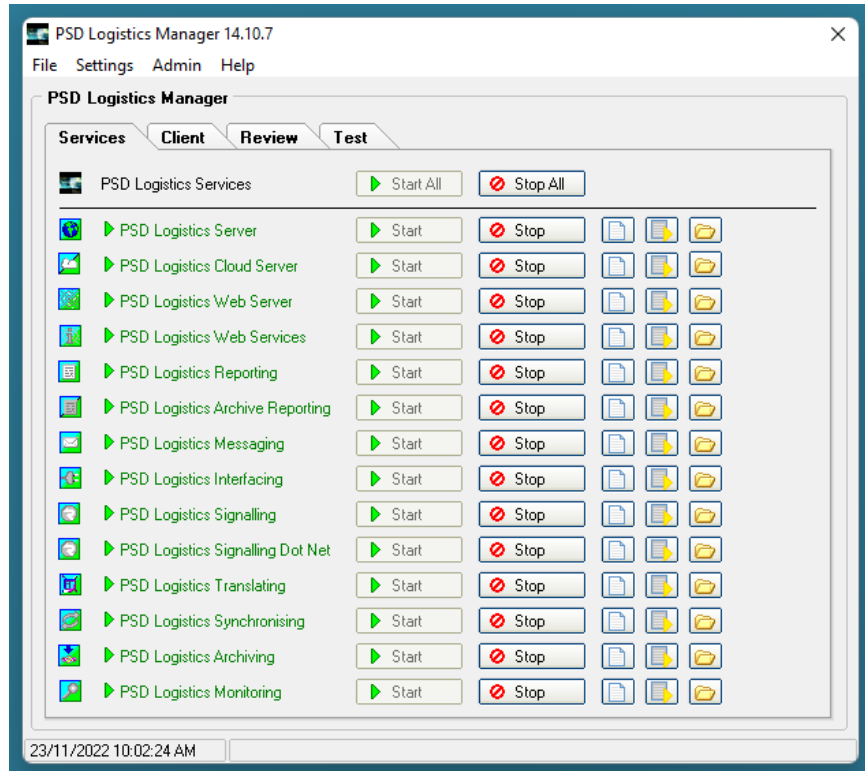 PSD Logistics Manager 14.10.7
File Settings Admin Help
PSD Logistics Manager
Services Client Review Test
PSD Logistics Services Start All Stop All
PSD Logistics Server Start Stop
PSD Logistics Cloud Server Start Stop
PSD Logistics Web Server Start Stop
PSD Logistics Web Services Start Stop
PSD Logistics Reporting Start Stop
PSD Logistics Archive Reporting Start Stop
PSD Logistics Messaging Start Stop
PSD Logistics Interfacing Start Stop
PSD Logistics Signalling Start Stop
PSD Logistics Signalling Dot Net Start Stop
PSD Logistics Translating Start Stop
PSD Logistics Synchronising Start Stop
PSD Logistics Archiving Start Stop
PSD Logistics Monitoring Start Stop
23/11/2022 10:02:24 AM